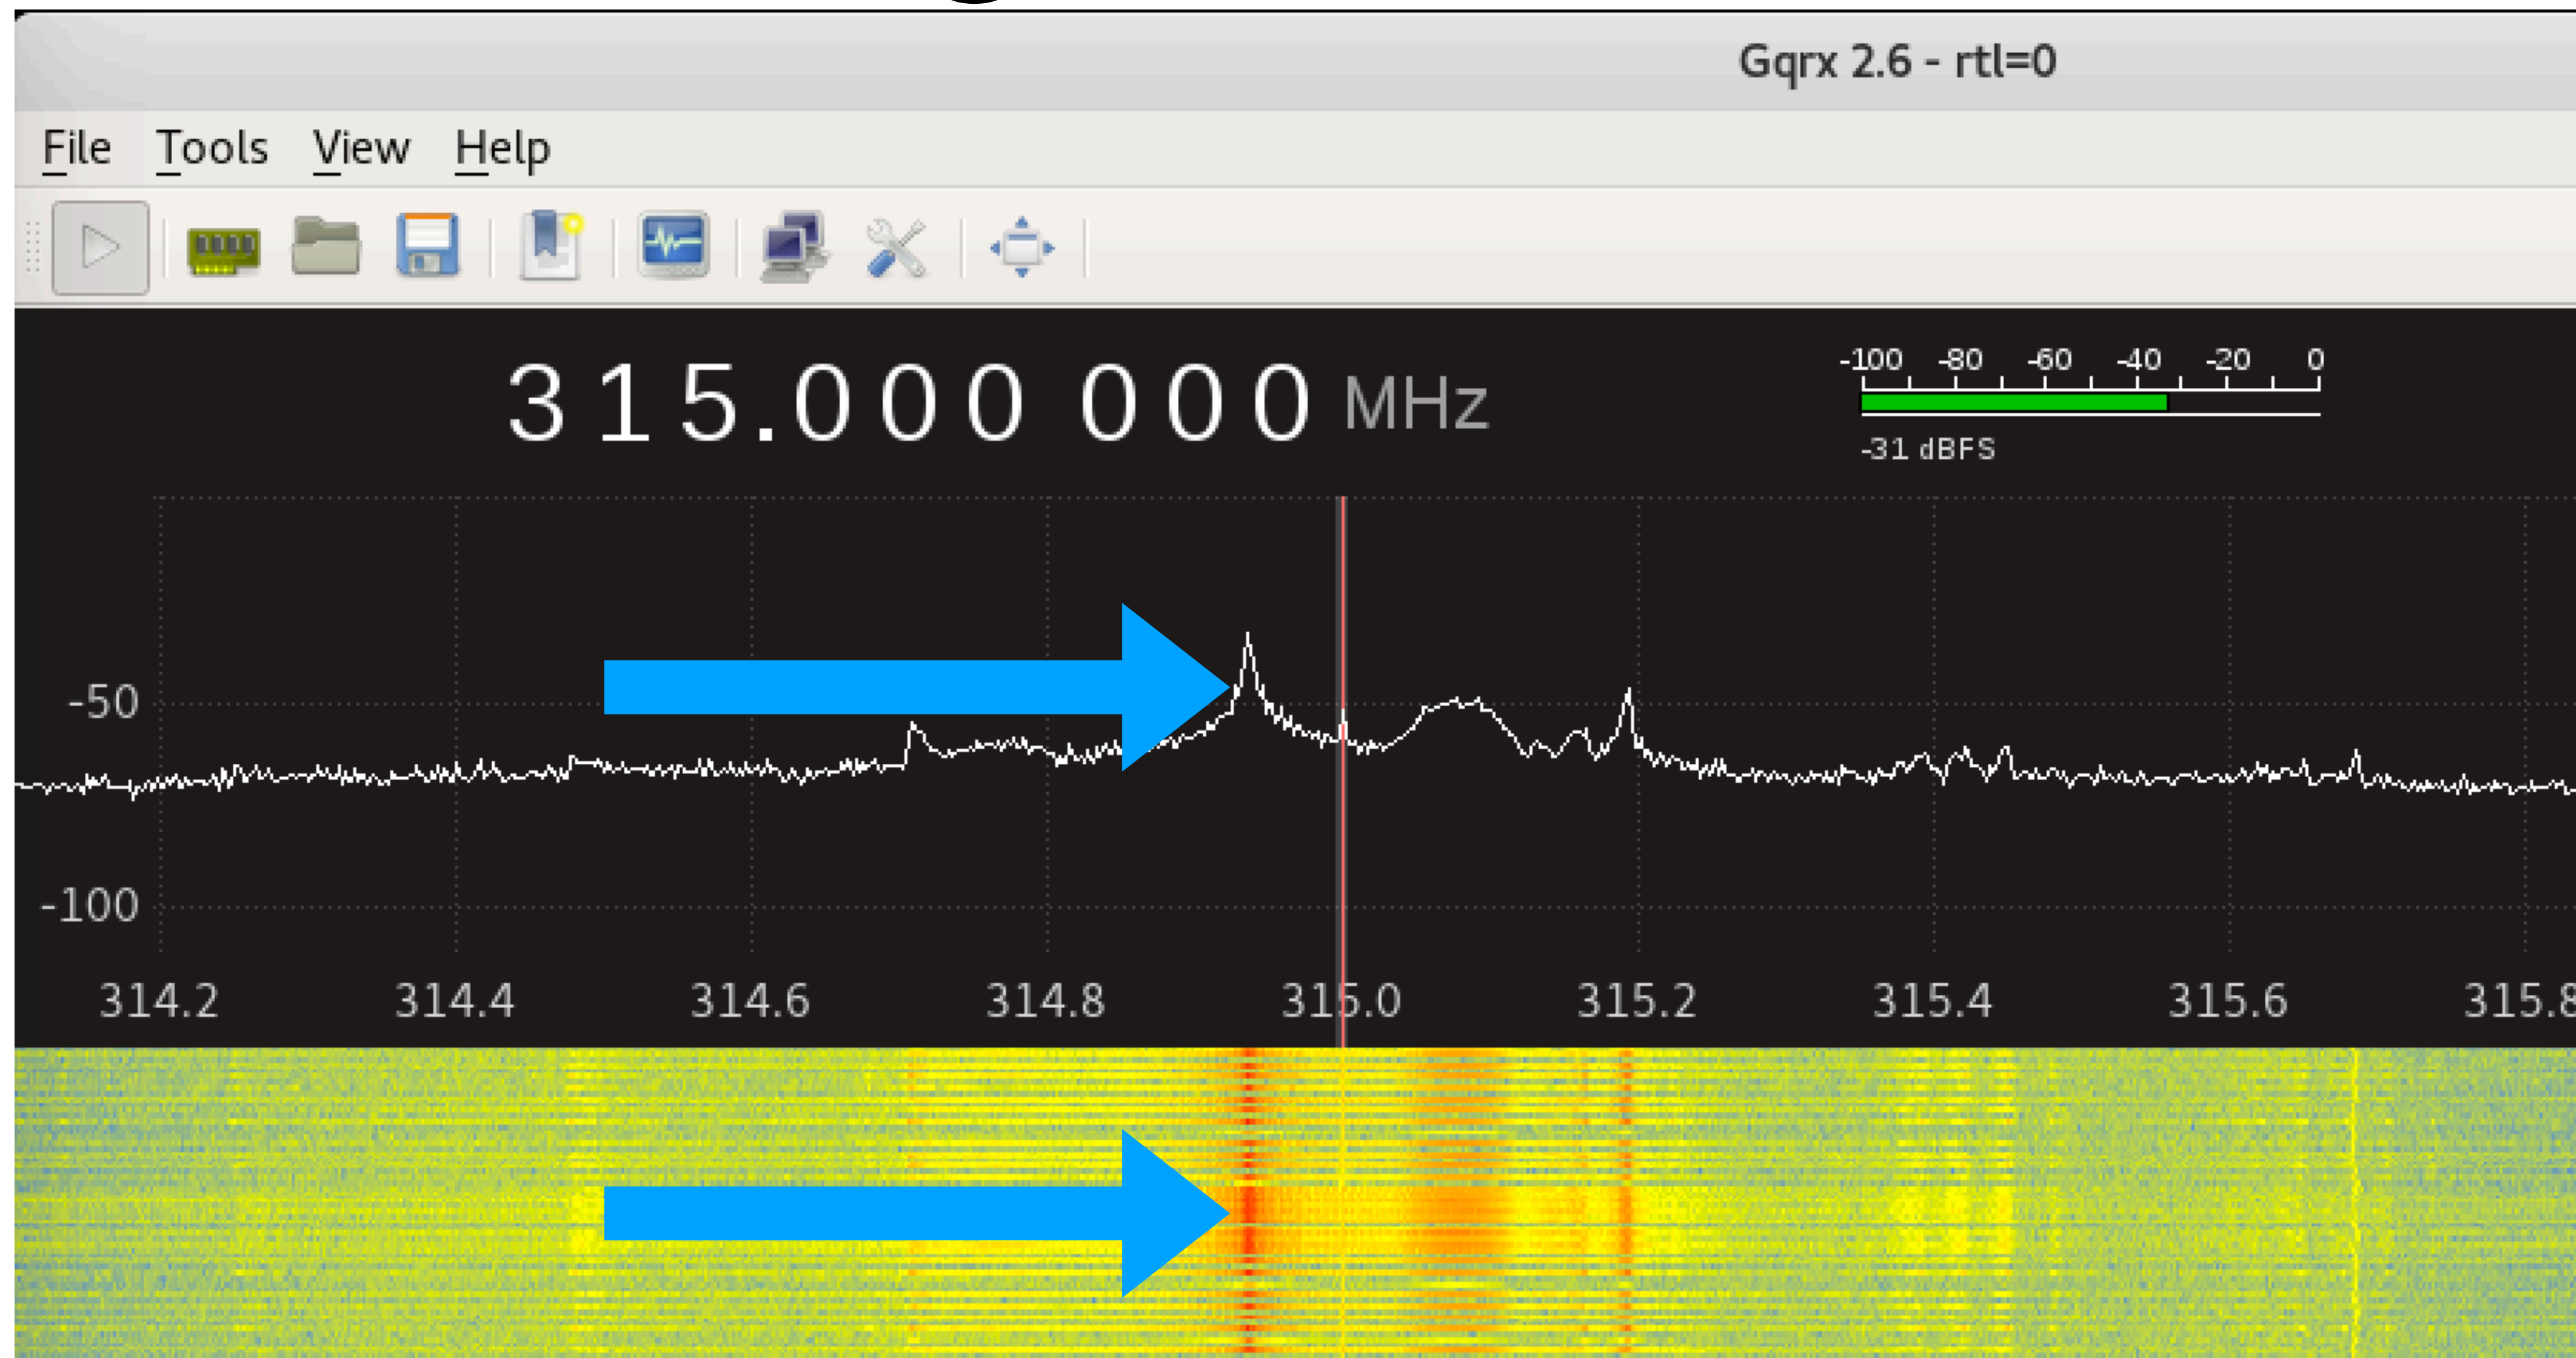 Gqrx 2.6 - rtl=0
File Tools View Help
315.000 000 MHz
-100 -80 -60 -40 -20 0
-31 dBFS
-50
-100
314.2 314.4 314.6 314.8 315.0 315.2 315.4 315.6 315.8